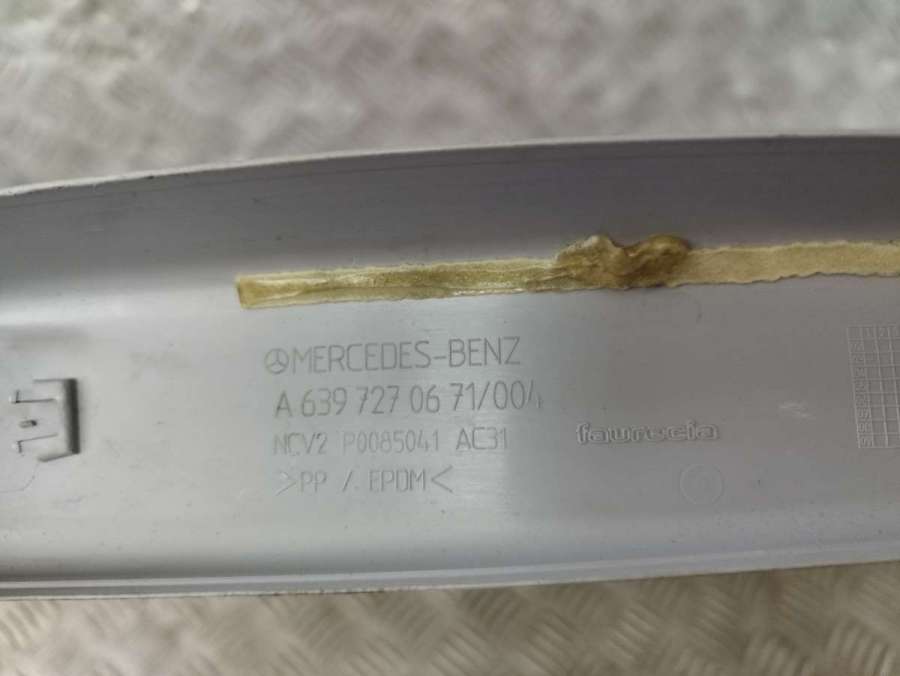 MERCEDES-BENZ
A 639 727 06 71/004
NCV2 P0085041 AC31
faurecia
>PP / EPDM<